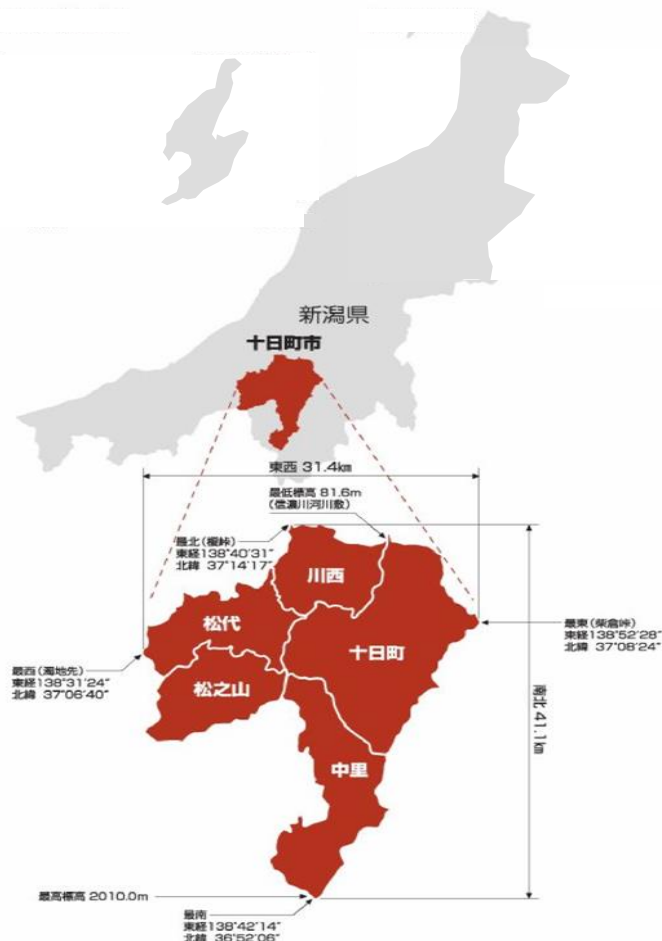 新潟県
十日町市
東西 31.4km
最低標高 81.6m
(信濃川河川敷)
最北(榎峠)
東経138°40′31″
北緯 37°14′17″
川西
松代
十日町
最東(柴倉峠)
東経138°52′28″
北緯 37°08′24″
最西(濁地先)
東経138°31′24″
北緯 37°06′40″
松之山
南北 41.1km
中里
最高標高 2010.0m
最南
東経138°42′14″
北緯 36°52′06″